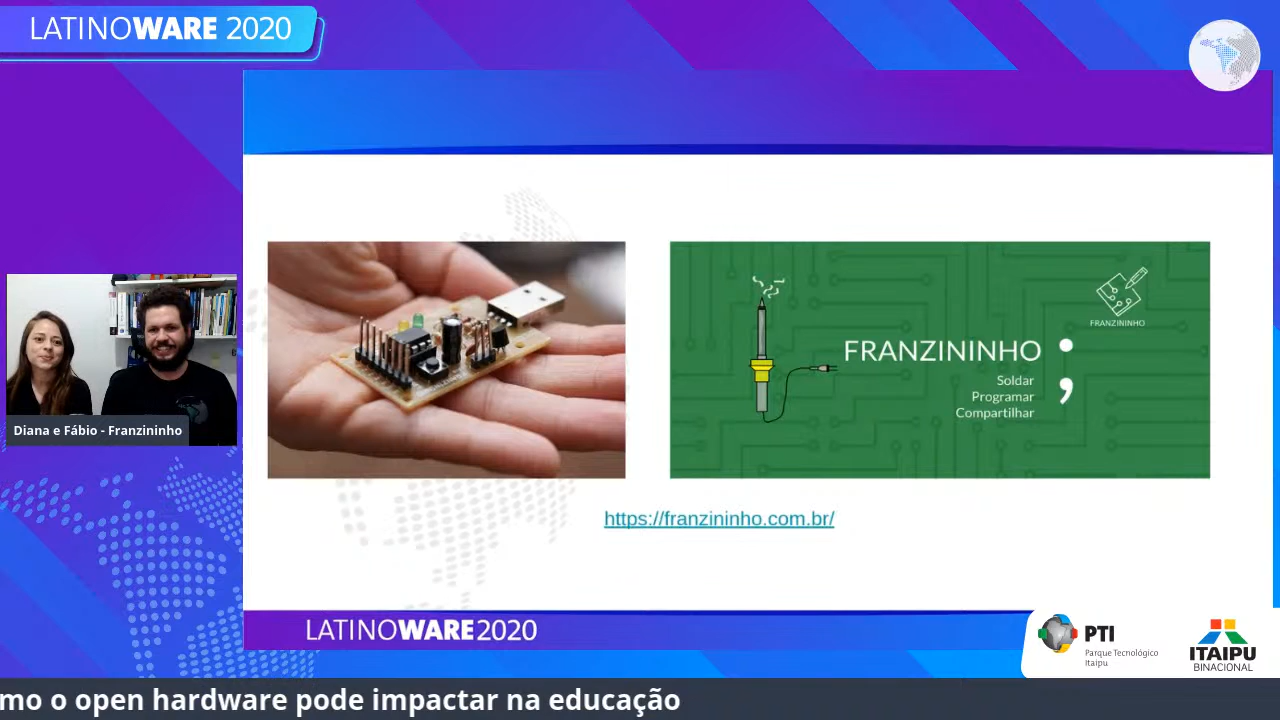 LATINOWARE 2020
FRANZININHO
FRANZININHO
Soldar
Programar
Compartilhar
Diana e Fábio - Franzininho
https://franzininho.com.br/
LATINOWARE2020
PTI
Parque Tecnológico
Itaipu
ITAIPU
BINACIONAL
mo o open hardware pode impactar na educação